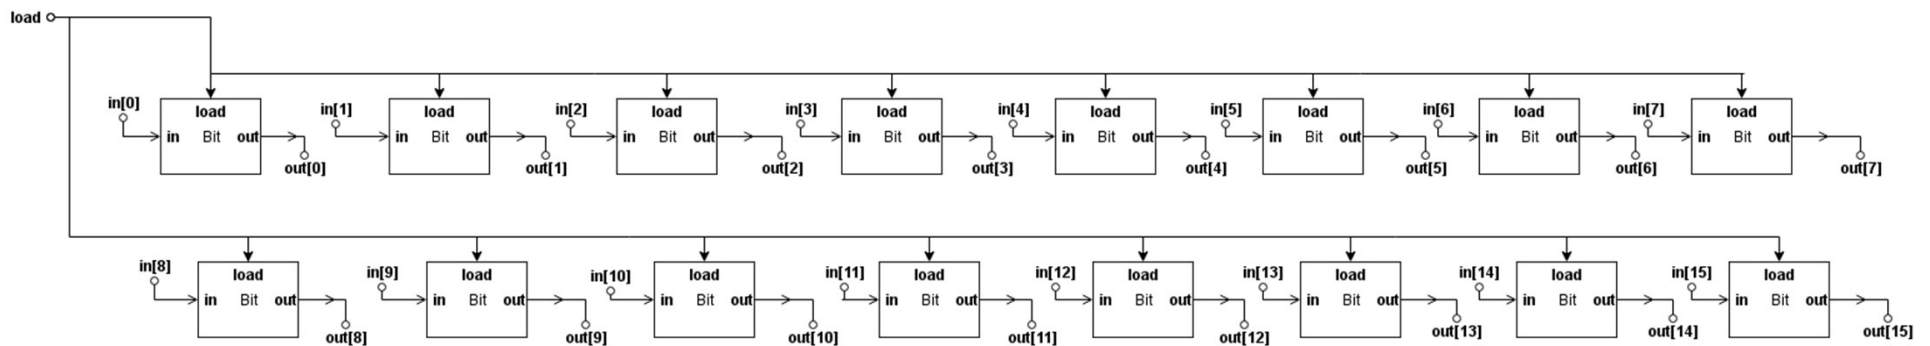 load
in[0] in[1] in[2] in[3] in[4] in[5] in[6] in[7]
load load load load load load load load
in Bit out in Bit out in Bit out in Bit out in Bit out in Bit out in Bit out in Bit out
out[0] out[1] out[2] out[3] out[4] out[5] out[6] out[7]
in[8] in[9] in[10] in[11] in[12] in[13] in[14] in[15]
load load load load load load load load
in Bit out in Bit out in Bit out in Bit out in Bit out in Bit out in Bit out in Bit out
out[8] out[9] out[10] out[11] out[12] out[13] out[14] out[15]